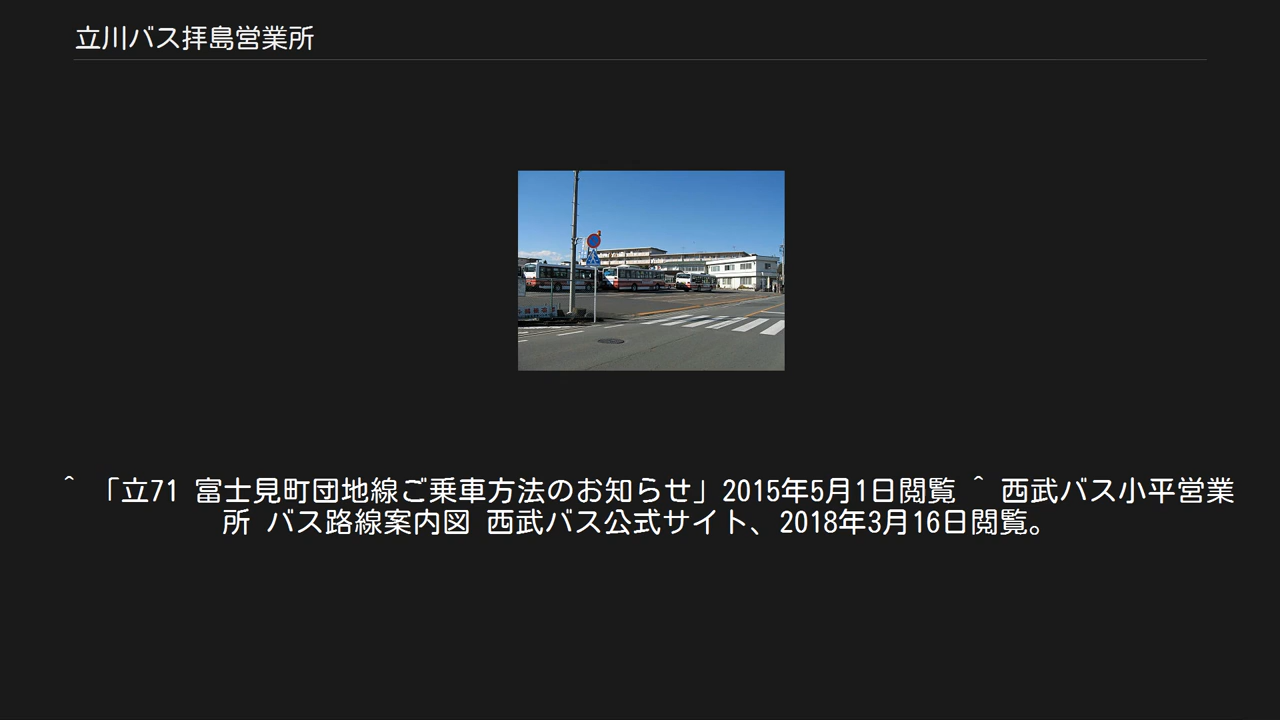 立川バス拝島営業所
^ 「立71 富士見町団地線ご乗車方法のお知らせ」2015年5月1日閲覧 ^ 西武バス小平営業
所 バス路線案内図 西武バス公式サイト、2018年3月16日閲覧。